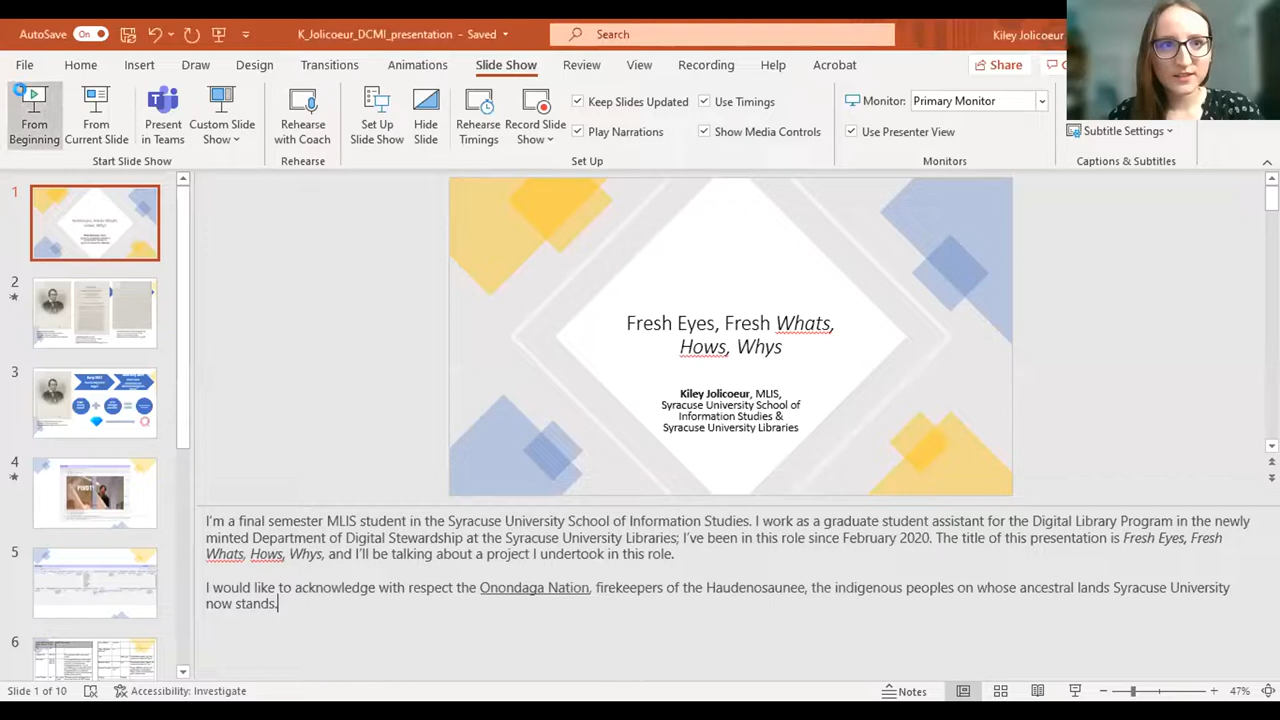 AutoSave On K_Jolicoeur_DCMI_presentation - Saved Search Kiley Jolicoeur
File Home Insert Draw Design Transitions Animations Slide Show Review View Recording Help Acrobat Share
From Beginning
From Current Slide
Present in Teams
Custom Slide Show
Rehearse with Coach
Set Up Slide Show
Hide Slide
Rehearse Timings
Record Slide Show
Keep Slides Updated
Use Timings
Play Narrations
Show Media Controls
Monitor: Primary Monitor
Use Presenter View
Subtitle Settings
Start Slide Show Rehearse Set Up Monitors Captions & Subtitles
1
2
3
4
5
6
Fresh Eyes, Fresh Whats,
Hows, Whys
Kiley Jolicoeur, MLIS,
Syracuse University School of
Information Studies &
Syracuse University Libraries
I'm a final semester MLIS student in the Syracuse University School of Information Studies. I work as a graduate student assistant for the Digital Library Program in the newly
minted Department of Digital Stewardship at the Syracuse University Libraries; I've been in this role since February 2020. The title of this presentation is Fresh Eyes, Fresh
Whats, Hows, Whys, and I'll be talking about a project I undertook in this role.
I would like to acknowledge with respect the Onondaga Nation, firekeepers of the Haudenosaunee, the indigenous peoples on whose ancestral lands Syracuse University
now stands.
Slide 1 of 10 Accessibility: Investigate Notes 47%